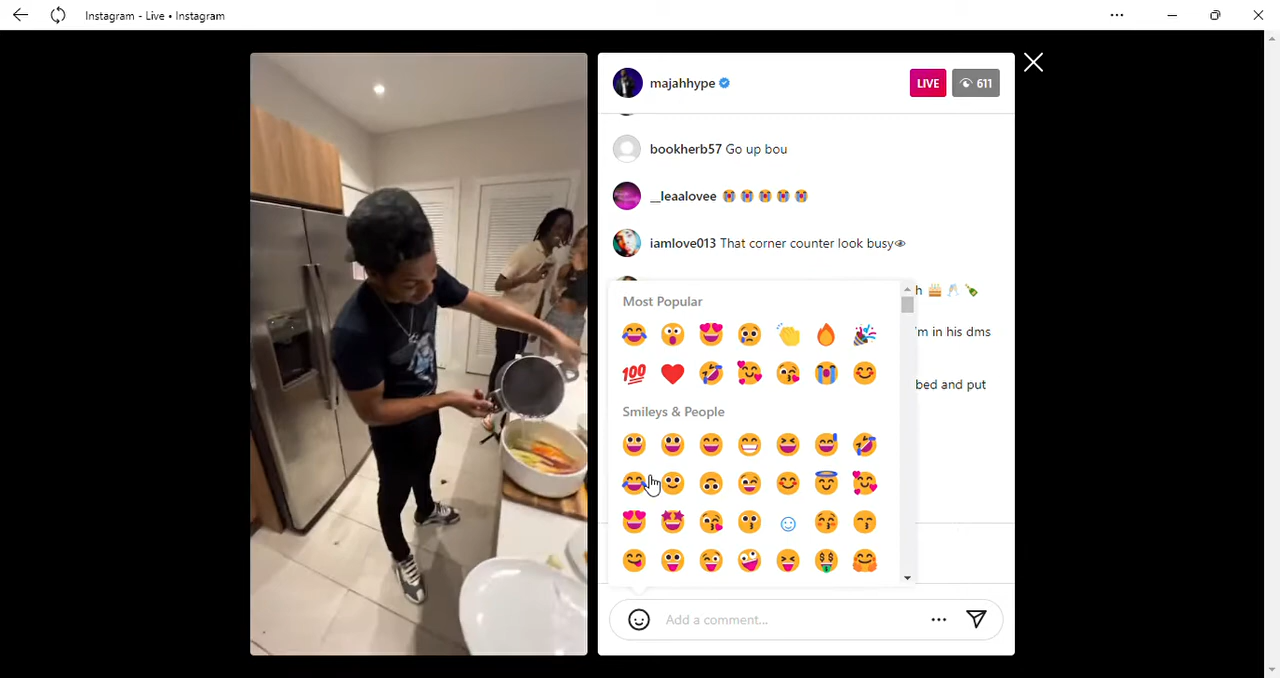 Instagram - Live • Instagram
majahhype
LIVE
611
bookherb57 Go up bou
__leaalovee 😭😭😭😭😭
iamlove013 That corner counter look busy👁
h 🎂🥂🍾
'm in his dms
bed and put
Most Popular
Smileys & People
Add a comment...